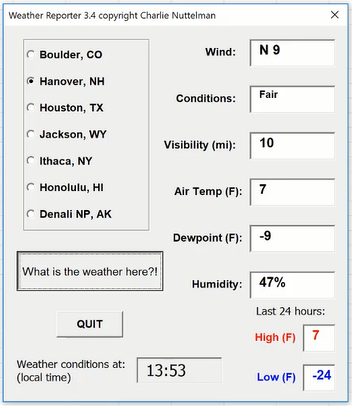 Weather Reporter 3.4 copyright Charlie Nuttelman
Boulder, CO
Hanover, NH
Houston, TX
Jackson, WY
Ithaca, NY
Honolulu, HI
Denali NP, AK
What is the weather here?!
QUIT
Weather conditions at:
(local time)
13:53
Wind: N 9
Conditions: Fair
Visibility (mi): 10
Air Temp (F): 7
Dewpoint (F): -9
Humidity: 47%
Last 24 hours:
High (F) 7
Low (F) -24